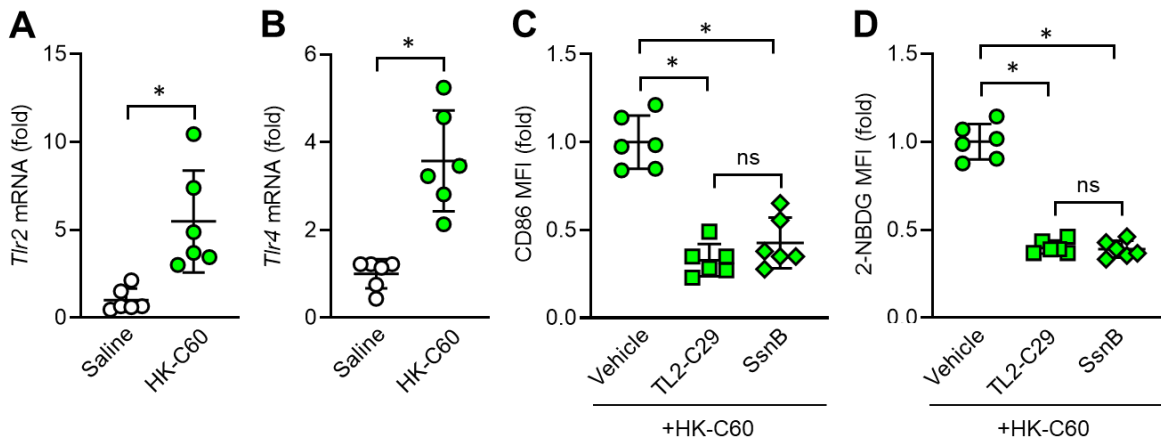 A
Tlr2 mRNA (fold)
15
10
5
0
*
Saline
HK-C60
B
Tlr4 mRNA (fold)
6
4
2
0
*
Saline
HK-C60
C
CD86 MFI (fold)
1.5
1.0
0.5
0.0
*
*
ns
Vehicle
TL2-C29
SsnB
+HK-C60
D
2-NBDG MFI (fold)
1.5
1.0
0.5
0.0
*
*
ns
Vehicle
TL2-C29
SsnB
+HK-C60